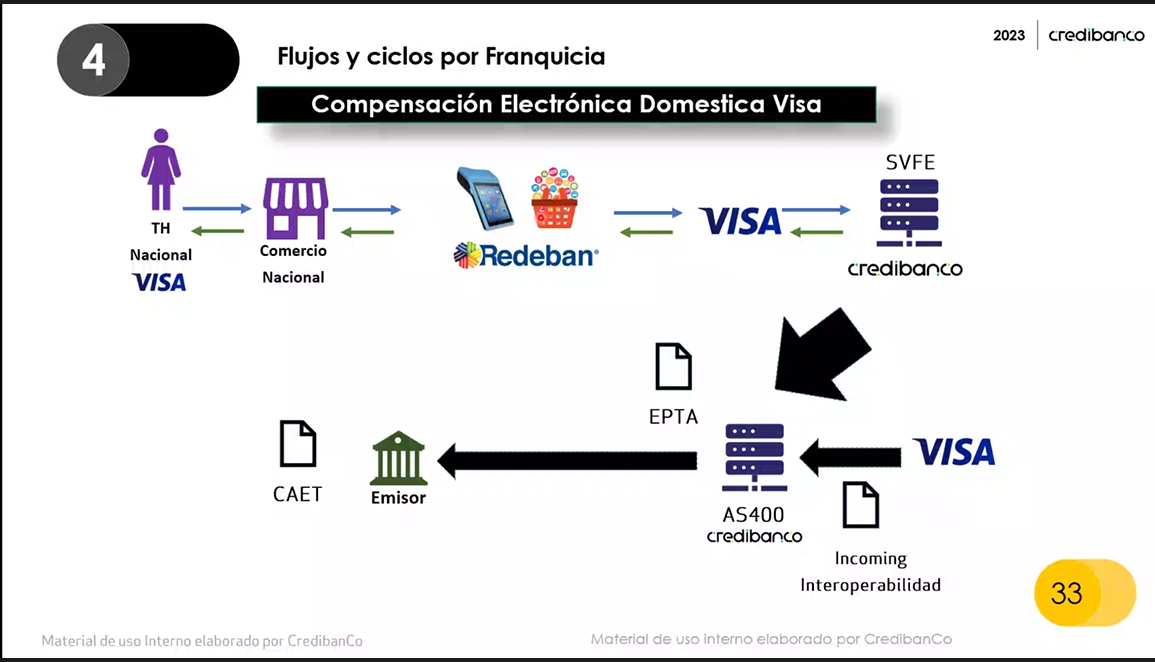 4
Flujos y ciclos por Franquicia
2023
credibanco
Compensación Electrónica Domestica Visa
SVFE
TH
Nacional
VISA
Comercio
Nacional
Redeban
VISA
credibanco
EPTA
CAET
Emisor
AS400
credibanco
VISA
Incoming
Interoperabilidad
33
Material de uso Interno elaborado por CredibanCo
Material de uso interno elaborado por CredibanCo